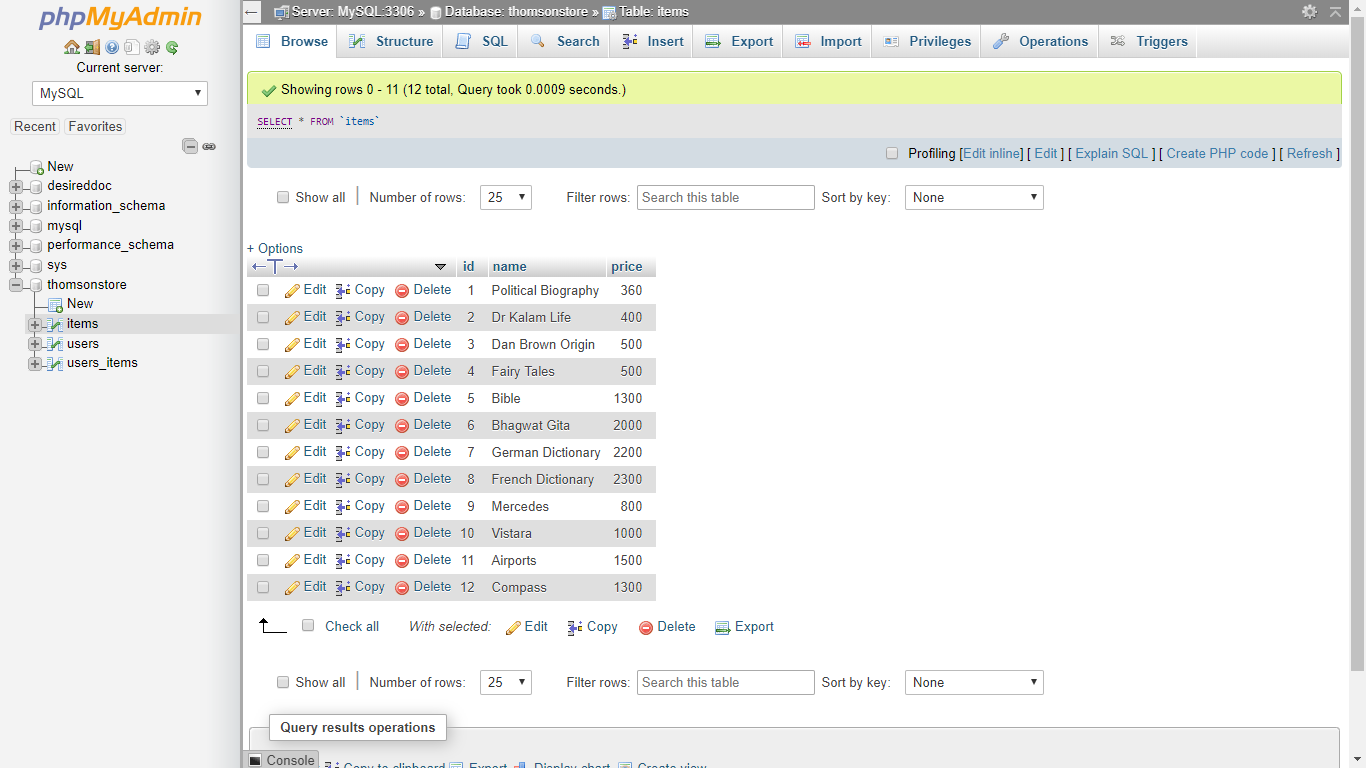 phpMyAdmin
Current server:
MySQL
Recent Favorites
New
desireddoc
information_schema
mysql
performance_schema
sys
thomsonstore
New
items
users
users_items
Server: MySQL:3306 » Database: thomsonstore » Table: items
Browse Structure SQL Search Insert Export Import Privileges Operations Triggers
Showing rows 0 - 11 (12 total, Query took 0.0009 seconds.)
SELECT * FROM `items`
Profiling [Edit inline] [ Edit ] [ Explain SQL ] [ Create PHP code ] [ Refresh ]
Show all Number of rows: 25 Filter rows: Search this table Sort by key: None
+ Options
id name price
Edit Copy Delete 1 Political Biography 360
Edit Copy Delete 2 Dr Kalam Life 400
Edit Copy Delete 3 Dan Brown Origin 500
Edit Copy Delete 4 Fairy Tales 500
Edit Copy Delete 5 Bible 1300
Edit Copy Delete 6 Bhagwat Gita 2000
Edit Copy Delete 7 German Dictionary 2200
Edit Copy Delete 8 French Dictionary 2300
Edit Copy Delete 9 Mercedes 800
Edit Copy Delete 10 Vistara 1000
Edit Copy Delete 11 Airports 1500
Edit Copy Delete 12 Compass 1300
Check all With selected: Edit Copy Delete Export
Show all Number of rows: 25 Filter rows: Search this table Sort by key: None
Query results operations
Console
Copy to clipboard Export Display chart Create view